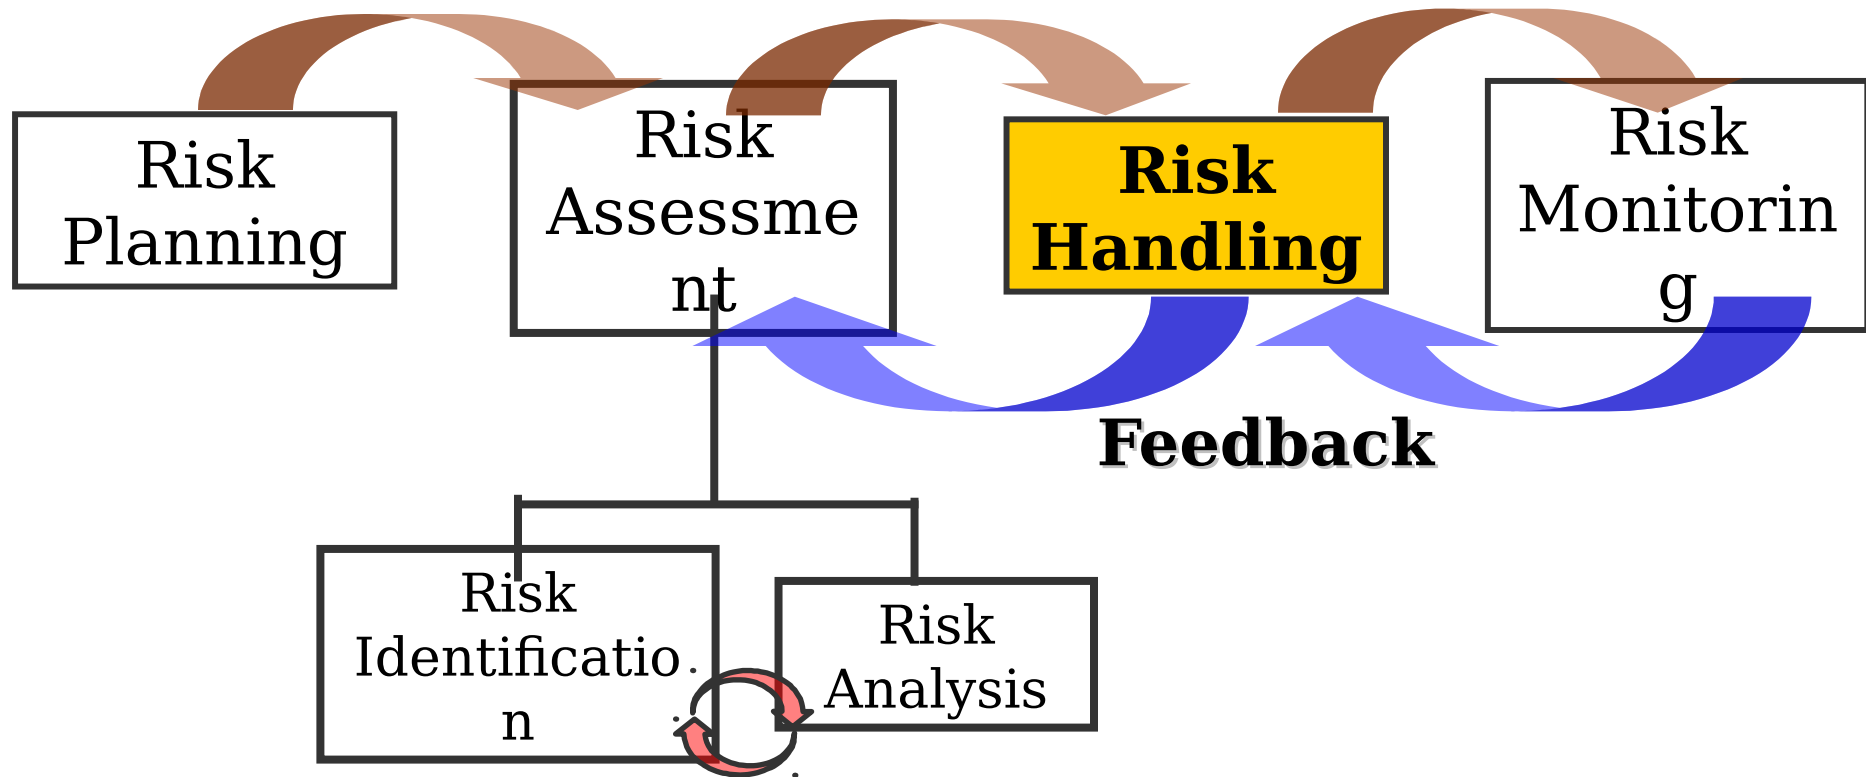 Risk
Planning
Risk
Assessme
nt
Risk
Handling
Risk
Monitorin
g
Feedback
Risk
Identificatio
n
Risk
Analysis